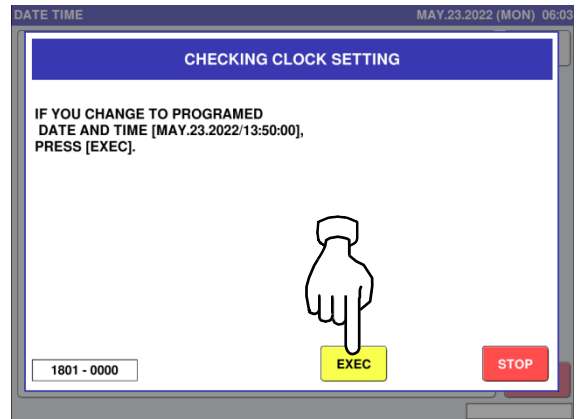 DATE TIME MAY.23.2022 (MON) 06:03
CHECKING CLOCK SETTING
IF YOU CHANGE TO PROGRAMED
DATE AND TIME [MAY.23.2022/13:50:00],
PRESS [EXEC].
1801 - 0000 EXEC STOP